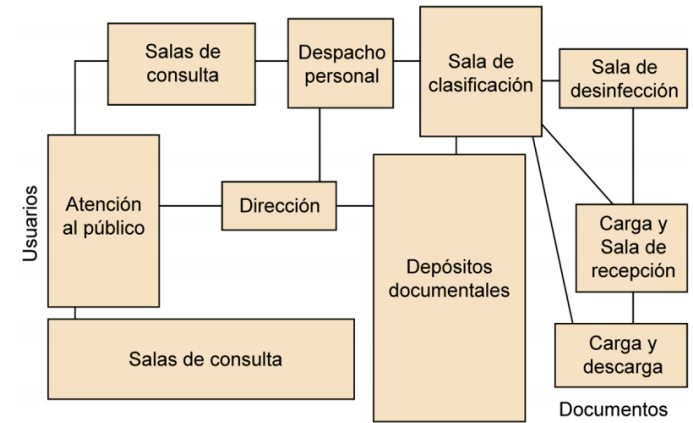 Salas de
consulta
Despacho
personal
Sala de
clasificación
Sala de
desinfección
Usuarios
Atención
al público
Dirección
Depósitos
documentales
Carga y
Sala de
recepción
Salas de consulta
Carga y
descarga
Documentos